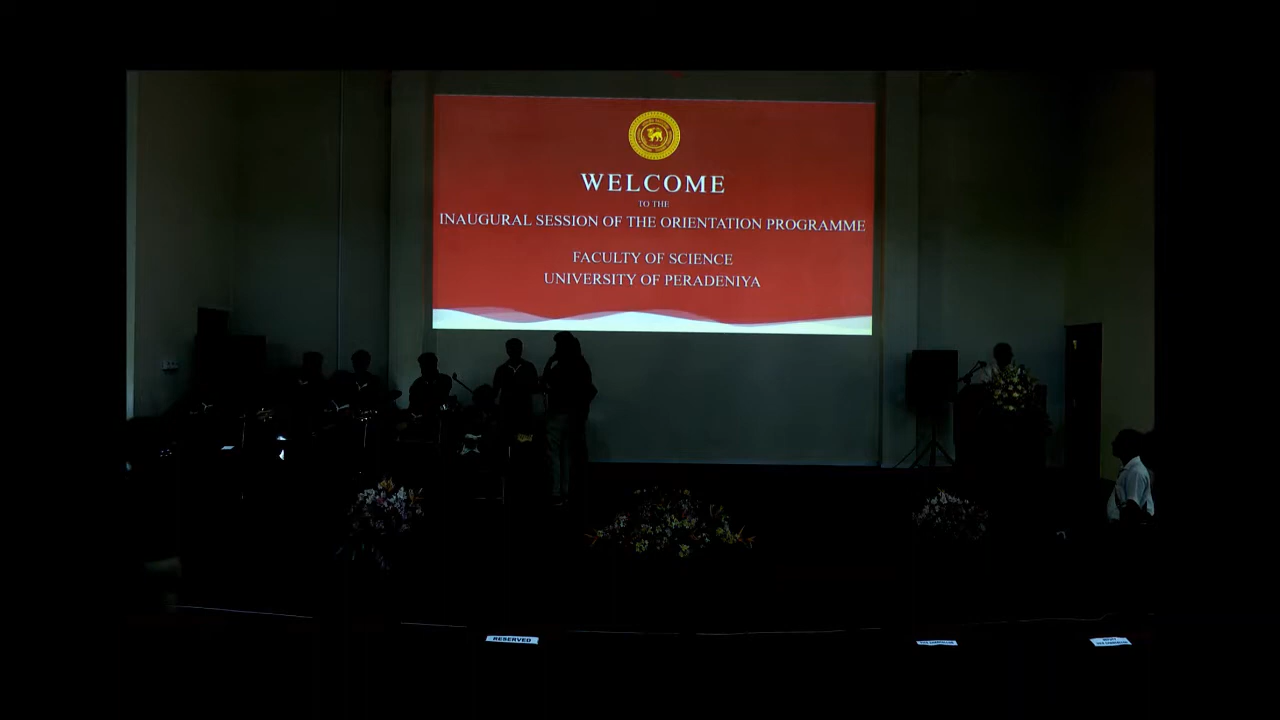 WELCOME
TO THE
INAUGURAL SESSION OF THE ORIENTATION PROGRAMME
FACULTY OF SCIENCE
UNIVERSITY OF PERADENIYA
RESERVED